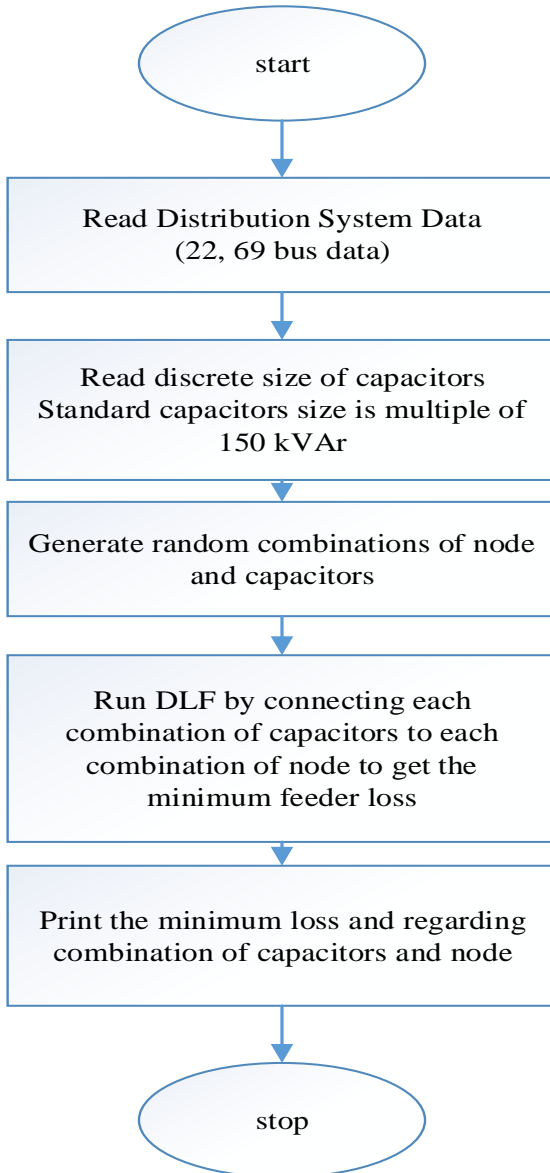 start
Read Distribution System Data
(22, 69 bus data)
Read discrete size of capacitors
Standard capacitors size is multiple of
150 kVAr
Generate random combinations of node
and capacitors
Run DLF by connecting each
combination of capacitors to each
combination of node to get the
minimum feeder loss
Print the minimum loss and regarding
combination of capacitors and node
stop